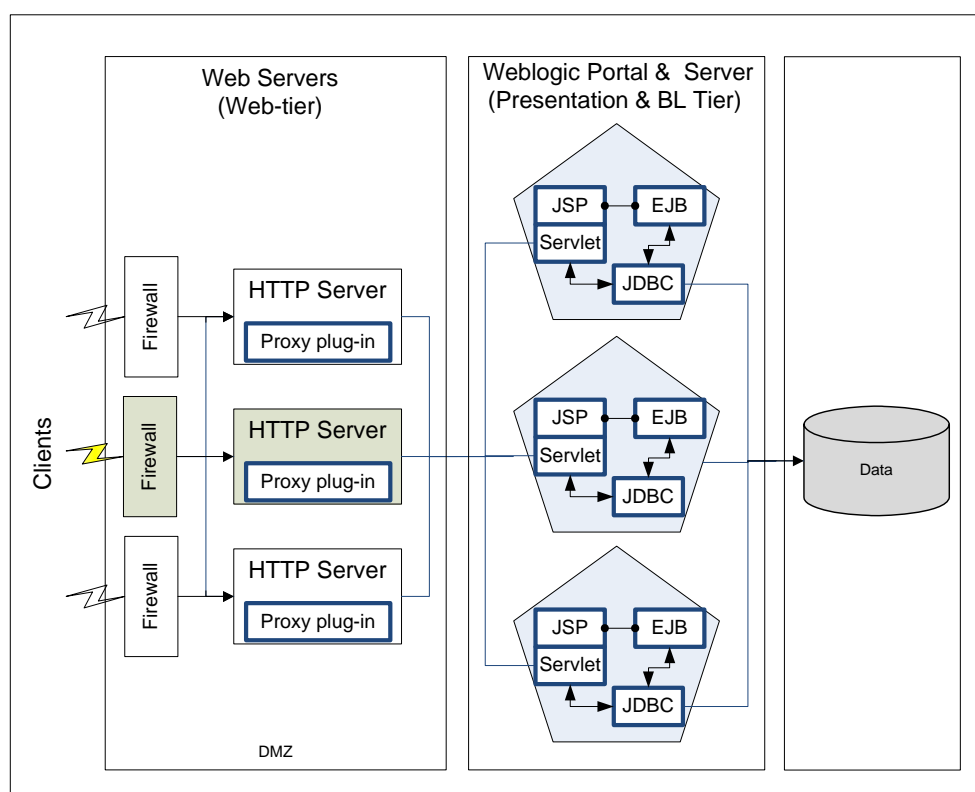 Web Servers
(Web-tier)
Weblogic Portal & Server
(Presentation & BL Tier)
Clients
Firewall
HTTP Server
Proxy plug-in
Firewall
HTTP Server
Proxy plug-in
Firewall
HTTP Server
Proxy plug-in
DMZ
JSP
EJB
Servlet
JDBC
JSP
EJB
Servlet
JDBC
JSP
EJB
Servlet
JDBC
Data